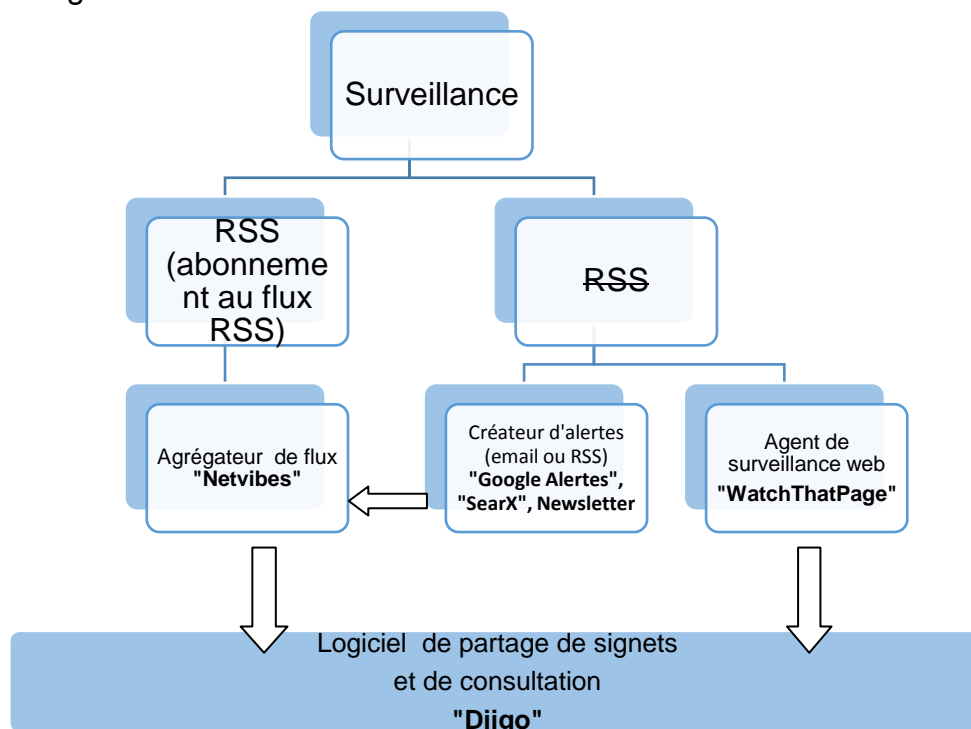 Surveillance
RSS
(abonneme
nt au flux
RSS)
RSS
Agrégateur de flux
"Netvibes"
Créateur d'alertes
(email ou RSS)
"Google Alertes",
"SearX", Newsletter
Agent de
surveillance web
"WatchThatPage"
Logiciel de partage de signets
et de consultation
"Diigo"